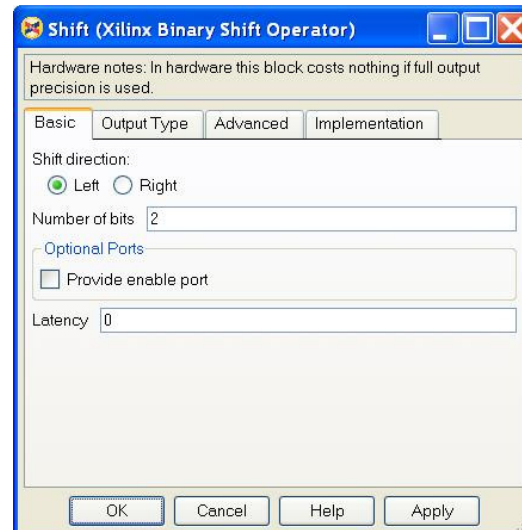 Shift (Xilinx Binary Shift Operator)
Hardware notes: In hardware this block costs nothing if full output
precision is used.
Basic Output Type Advanced Implementation
Shift direction:
Left Right
Number of bits 2
Optional Ports
Provide enable port
Latency 0
OK Cancel Help Apply